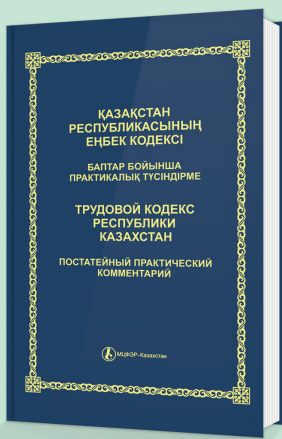 ҚАЗАҚСТАН
РЕСПУБЛИКАСЫНЫҢ
ЕҢБЕК КОДЕКСІ
БАПТАР БОЙЫНША
ПРАКТИКАЛЫҚ ТҮСІНДІРМЕ
ТРУДОВОЙ КОДЕКС
РЕСПУБЛИКИ
КАЗАХСТАН
ПОСТАТЕЙНЫЙ ПРАКТИЧЕСКИЙ
КОММЕНТАРИЙ
МЦФЭР-Казахстан